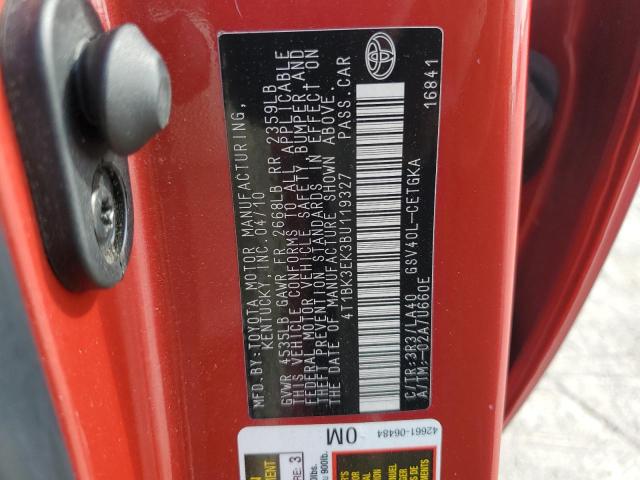 MFD.BY:TOYOTA MOTOR MANUFACTURING,
KENTUCKY,INC. 04/10
GVWR 4535LB GAWR FR 2668LB RR 2359LB
THIS VEHICLE CONFORMS TO ALL APPLICABLE
FEDERAL MOTOR VEHICLE SAFETY, BUMPER, AND
THEFT PREVENTION STANDARDS IN EFFECT ON
THE DATE OF MANUFACTURE SHOWN ABOVE.
4T1BK3EK3BU119327 PASS.CAR
C/TR:3R3/LA40 GSV40L-CETGKA
A/TM:-02A/U660E
16841
42661-06484
0M